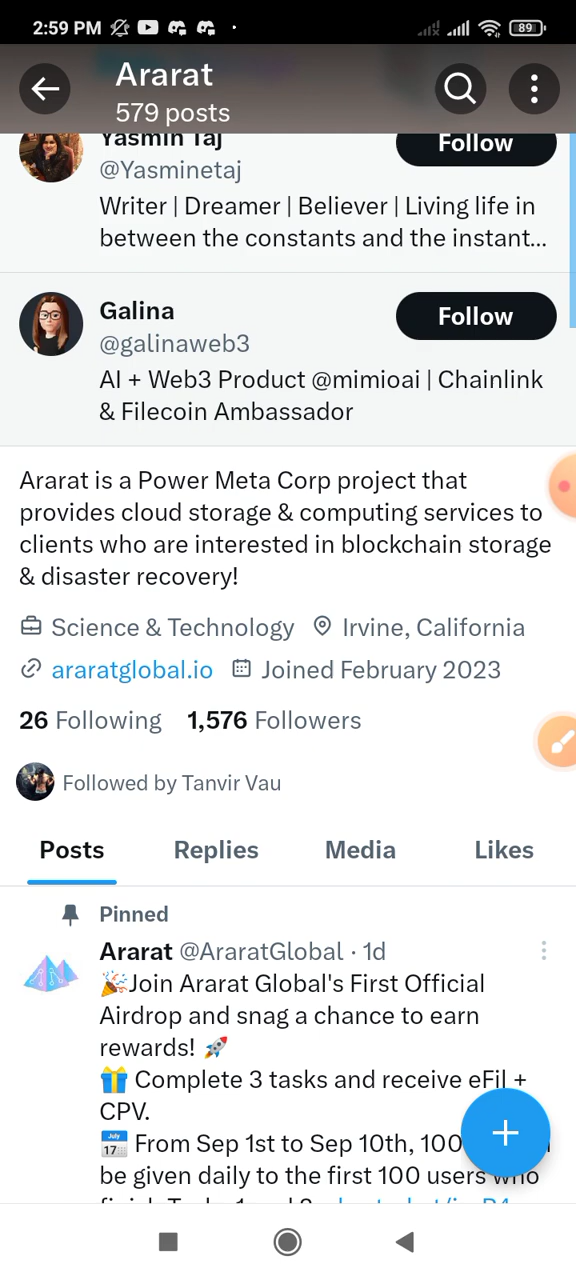 2:59 PM
89
Ararat
579 posts
Yasmin Taj
Follow
@Yasminetaj
Writer | Dreamer | Believer | Living life in
between the constants and the instant...
Galina
Follow
@galinaweb3
AI + Web3 Product @mimioai | Chainlink
& Filecoin Ambassador
Ararat is a Power Meta Corp project that
provides cloud storage & computing services to
clients who are interested in blockchain storage
& disaster recovery!
Science & Technology Irvine, California
araratglobal.io Joined February 2023
26 Following 1,576 Followers
Followed by Tanvir Vau
Posts Replies Media Likes
Pinned
Ararat @AraratGlobal · 1d
🎉Join Ararat Global's First Official
Airdrop and snag a chance to earn
rewards! 🚀
🎁 Complete 3 tasks and receive eFil +
CPV.
📅 From Sep 1st to Sep 10th, 100
be given daily to the first 100 users who